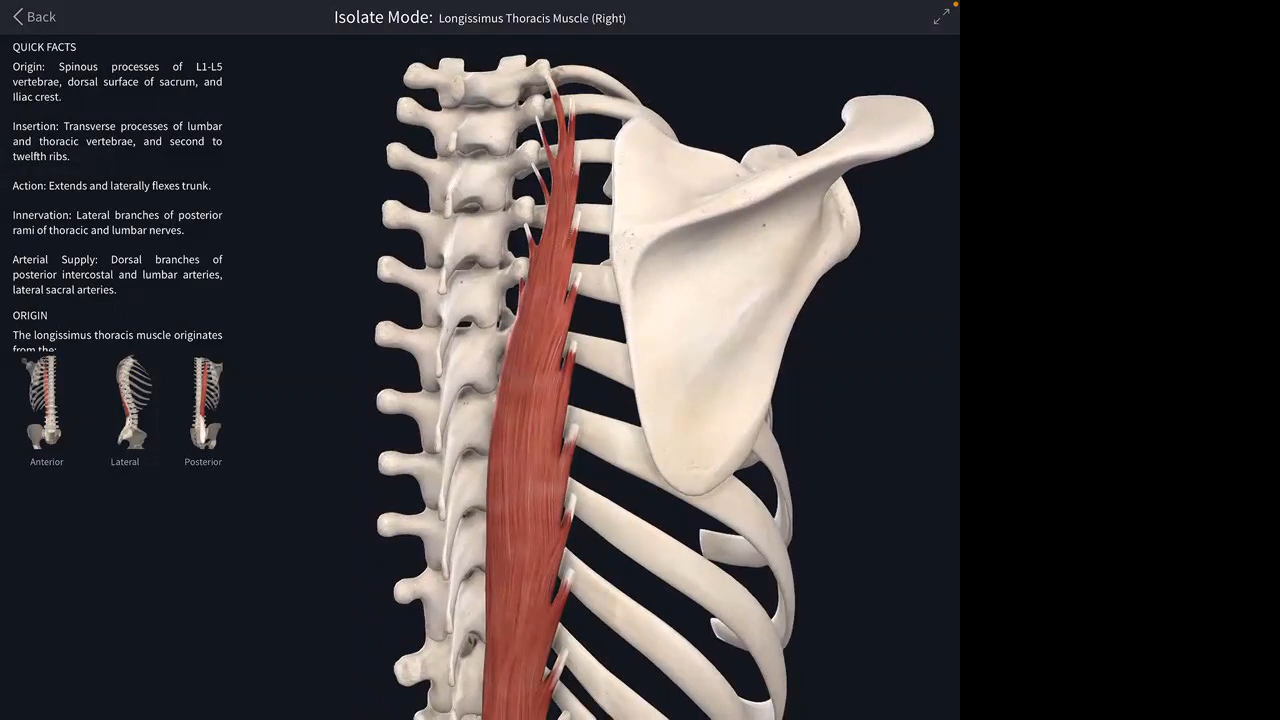 Back
Isolate Mode: Longissimus Thoracis Muscle (Right)
QUICK FACTS
Origin: Spinous processes of L1-L5
vertebrae, dorsal surface of sacrum, and
Iliac crest.
Insertion: Transverse processes of lumbar
and thoracic vertebrae, and second to
twelfth ribs.
Action: Extends and laterally flexes trunk.
Innervation: Lateral branches of posterior
rami of thoracic and lumbar nerves.
Arterial Supply: Dorsal branches of
posterior intercostal and lumbar arteries,
lateral sacral arteries.
ORIGIN
The longissimus thoracis muscle originates
from the:
Anterior
Lateral
Posterior